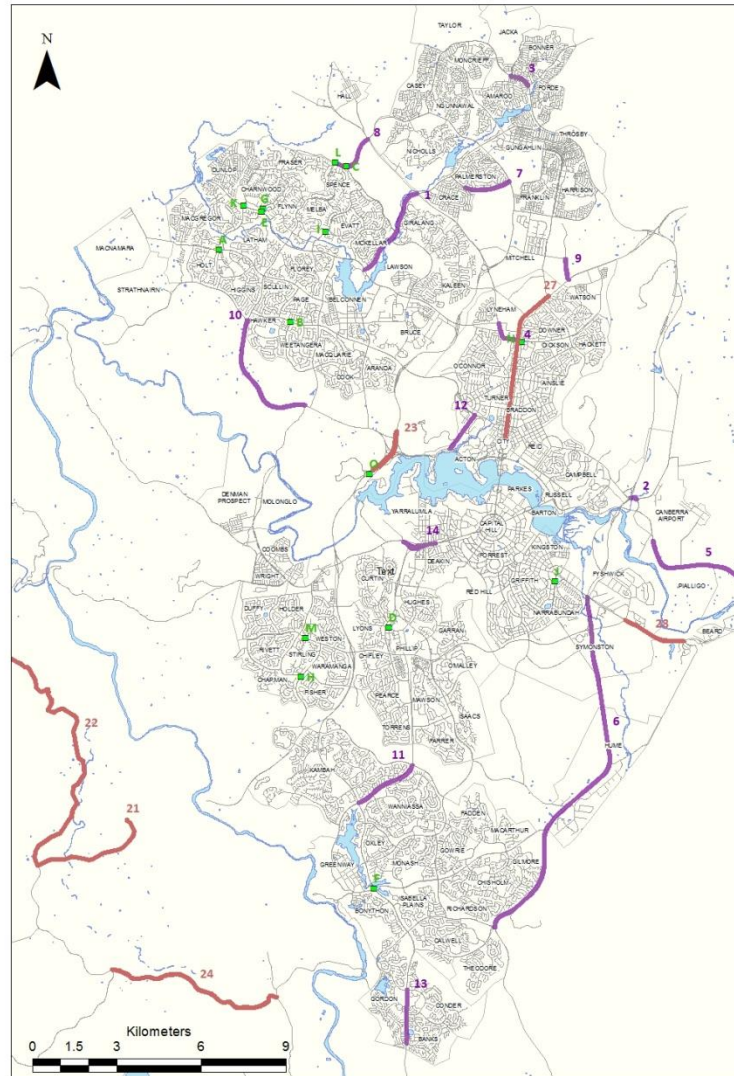 TAYLOR
JACKA
BONNER
N
MONCRIEFF
3
CASEY
AMAROO
FORDE
HALL
NGUNNAWAL
8
THROSBY
NICHOLLS
GUNGAHLIN
L
C
FRASER
DUNLOP
SPENCE
PALMERSTON
7
CHARNWOOD
1
CRACE
FRANKLIN
HARRISON
K
G
FLYNN
MELBA
E
MACGREGOR
I
EVATT
GIRALANG
A
LATHAM
MCKELLAR
MACNAMARA
HOLT
FLOREY
LAWSON
MITCHELL
9
STRATHNAIRN
HIGGINS
SCULLIN
KALEEN
27
WATSON
PAGE
BELCONNEN
10
HAWKER
B
LYNEHAM
BRUCE
4
DOWNER
WEETANGERA
DICKSON
HACKETT
MACQUARIE
O'CONNOR
COOK
ARANDA
AINSLIE
TURNER
12
BRADDON
23
CITY
REID
O
ACTON
CAMPBELL
DENMAN
PROSPECT
MOLONGLO
PARKES
RUSSELL
2
YARRALUMLA
BARTON
CANBERRA
AIRPORT
CAPITAL
HILL
14
COOMBS
DEAKIN
KINGSTON
5
FORREST
WRIGHT
CURTIN
J
FYSHWICK
PIALLIGO
GRIFFITH
DUFFY
HOLDER
HUGHES
RED HILL
NARRABUNDAH
D
M
LYONS
23
WESTON
GARRAN
BEARD
RIVETT
STIRLING
CHIFLEY
PHILLIP
SYMONSTON
WARAMANGA
O'MALLEY
H
CHAPMAN
FISHER
PEARCE
MAWSON
22
ISAACS
6
TORRENS
FARRER
HUME
11
KAMBAH
WANNIASSA
21
FADDEN
MACARTHUR
OXLEY
GOWRIE
GREENWAY
MONASH
GILMORE
F
CHISHOLM
ISABELLA
PLAINS
BONYTHON
RICHARDSON
CALWELL
THEODORE
24
13
GORDON
CONDER
Kilometers
BANKS
0 1.5 3 6 9